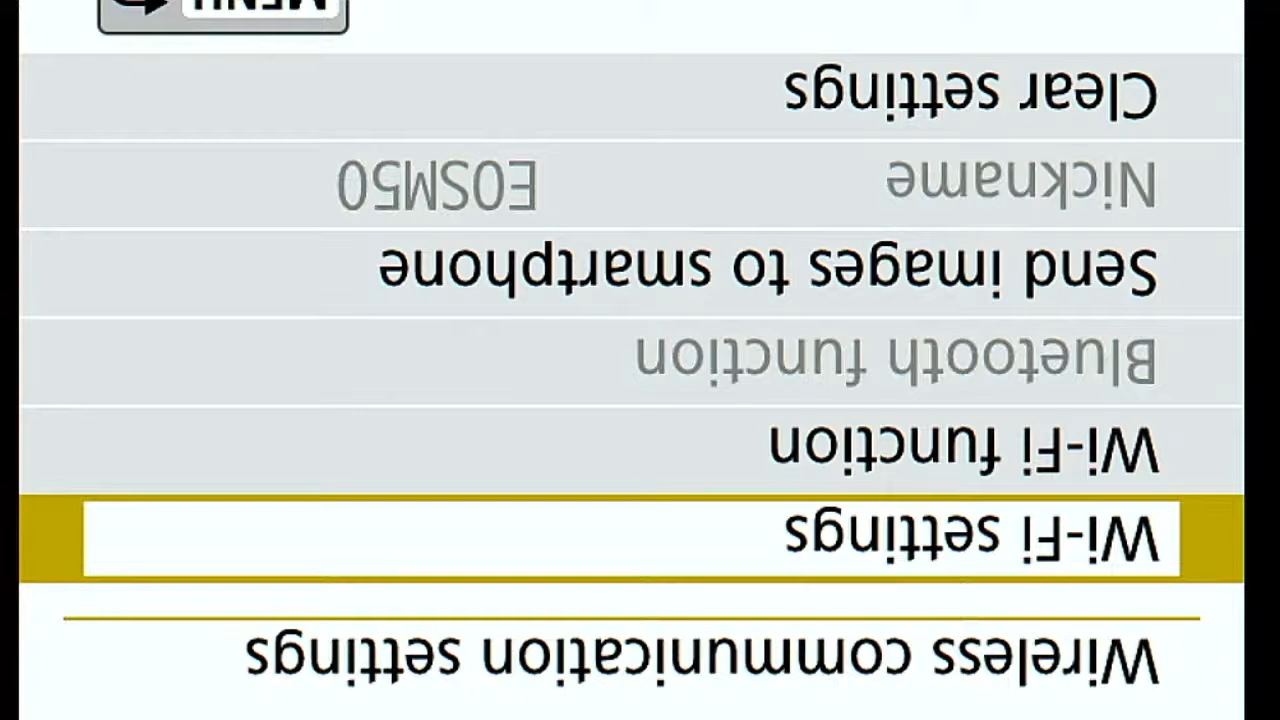 Wireless communication settings
Wi-Fi settings
Wi-Fi function
Bluetooth function
Send images to smartphone
Nickname EOSM50
Clear settings
MENU